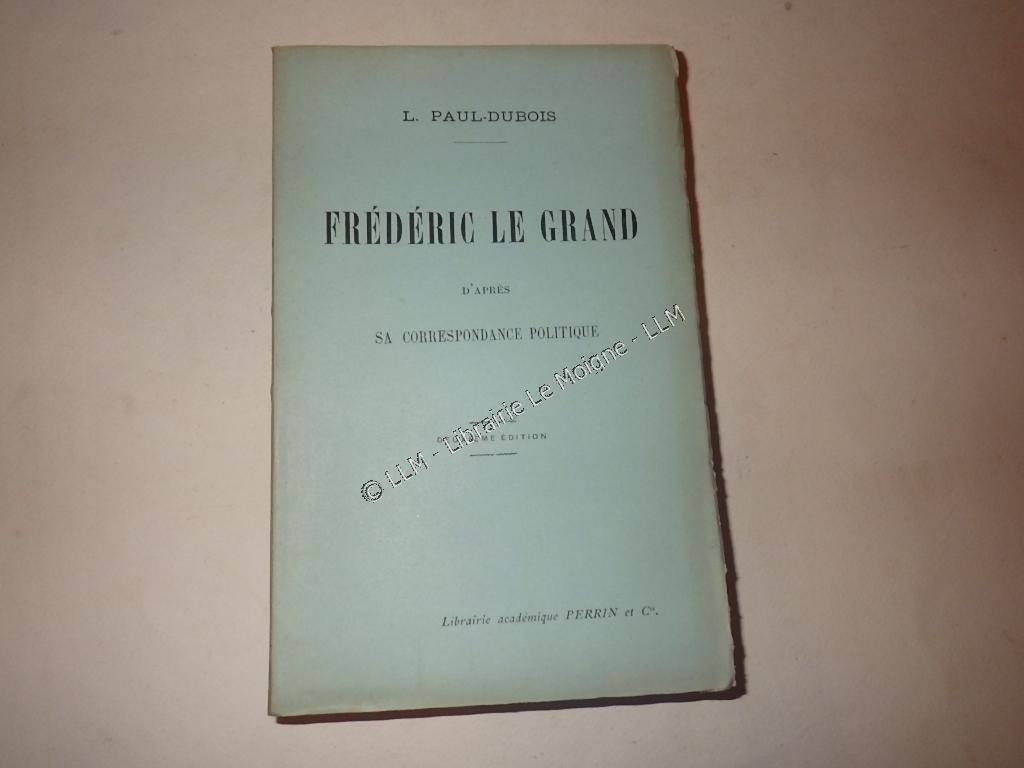 L. PAUL-DUBOIS
FRÉDÉRIC LE GRAND
D'APRÈS
SA CORRESPONDANCE POLITIQUE
ÉDITION
© LLM - Librairie Le Moigne - LLM
Librairie académique PERRIN et Cie.